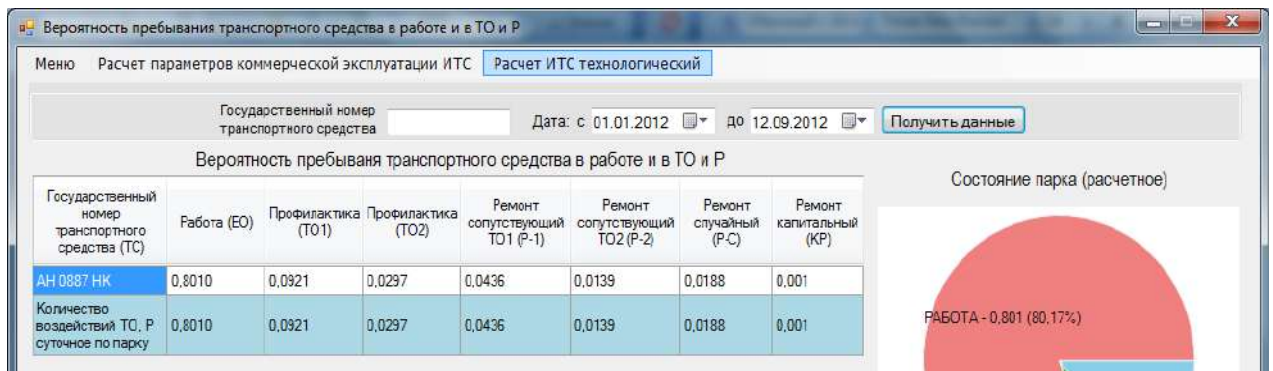 Вероятность пребывания транспортного средства в работе и в ТО и Р
Меню Расчет параметров коммерческой эксплуатации ИТС Расчет ИТС технологический
Государственный номер
транспортного средства
Дата: с 01.01.2012 до 12.09.2012 Получить данные
Вероятность пребываня транспортного средства в работе и в ТО и Р
Государственный
номер
транспортного
средства (ТС)
Работа (ЕО)
Профилактика
(ТО1)
Профилактика
(ТО2)
Ремонт
сопутствующий
ТО1 (Р-1)
Ремонт
сопутствующий
ТО2 (Р-2)
Ремонт
случайный
(Р-С)
Ремонт
капитальный
(КР)
АН 0887 НК 0,8010 0,0921 0,0297 0,0436 0,0139 0,0188 0,001
Количество
воздействий ТО, Р
суточное по парку
0,8010 0,0921 0,0297 0,0436 0,0139 0,0188 0,001
Состояние парка (расчетное)
РАБОТА - 0,801 (80,17%)